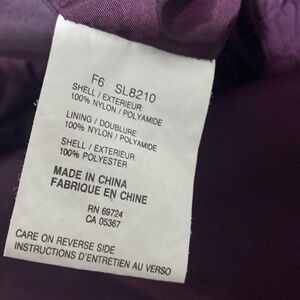 F6 SL8210
SHELL / EXTERIEUR
100% NYLON / POLYAMIDE
LINING / DOUBLURE
100% NYLON / POLYAMIDE
SHELL / EXTERIEUR
100% POLYESTER
MADE IN CHINA
FABRIQUE EN CHINE
RN 69724
CA 05367
CARE ON REVERSE SIDE
INSTRUCTIONS D'ENTRETIEN AU VERSO